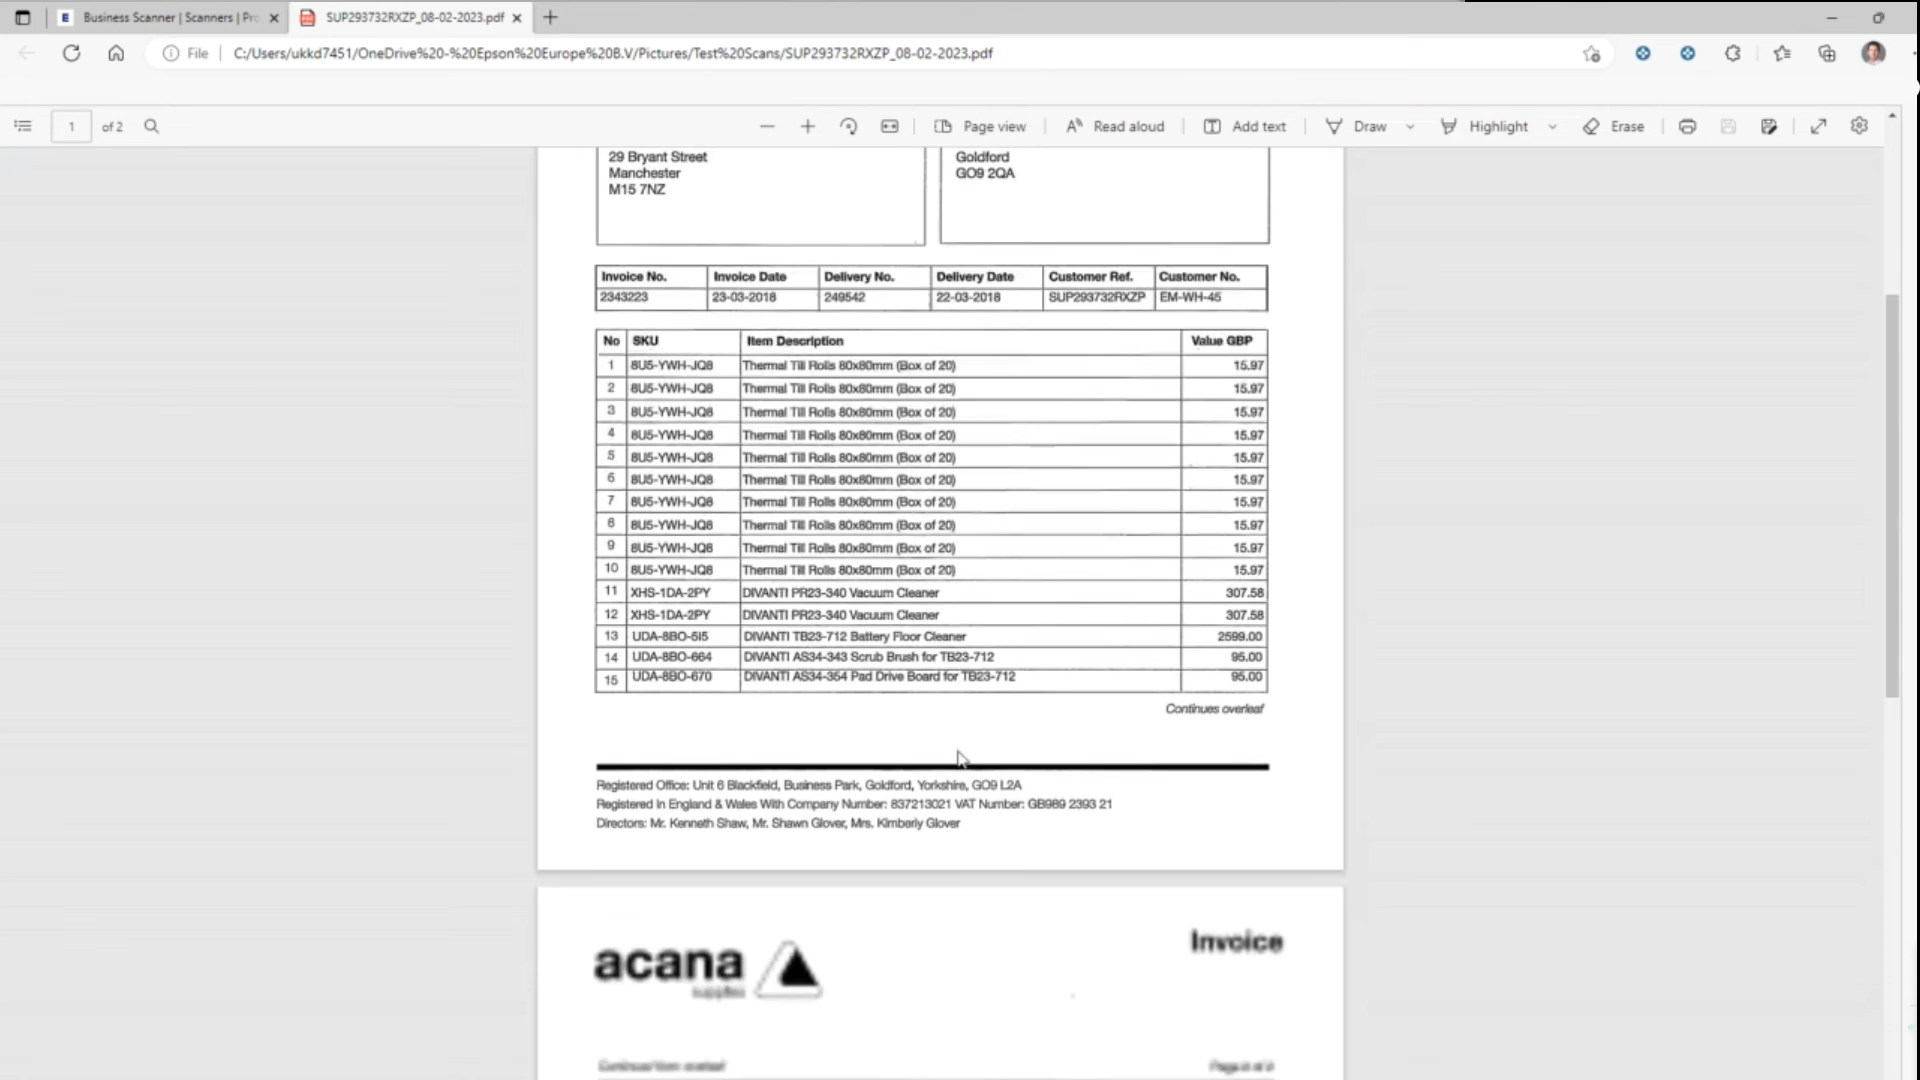 Business Scanner | Scanners | Pro
SUP293732RXZP_08-02-2023.pdf
File
C:/Users/ukkd7451/OneDrive%20-%20Epson%20Europe%20B.V/Pictures/Test%20Scans/SUP293732RXZP_08-02-2023.pdf
1 of 2
Page view
Read aloud
Add text
Draw
Highlight
Erase
29 Bryant Street
Manchester
M15 7NZ
Goldford
GO9 2QA
Invoice No. Invoice Date Delivery No. Delivery Date Customer Ref. Customer No.
2343223 23-03-2018 249542 22-03-2018 SUP293732RXZP EM-WH-45
No SKU Item Description Value GBP
1 8U5-YWH-JQ8 Thermal Till Rolls 80x80mm (Box of 20) 15.97
2 8U5-YWH-JQ8 Thermal Till Rolls 80x80mm (Box of 20) 15.97
3 8U5-YWH-JQ8 Thermal Till Rolls 80x80mm (Box of 20) 15.97
4 8U5-YWH-JQ8 Thermal Till Rolls 80x80mm (Box of 20) 15.97
5 8U5-YWH-JQ8 Thermal Till Rolls 80x80mm (Box of 20) 15.97
6 8U5-YWH-JQ8 Thermal Till Rolls 80x80mm (Box of 20) 15.97
7 8U5-YWH-JQ8 Thermal Till Rolls 80x80mm (Box of 20) 15.97
8 8U5-YWH-JQ8 Thermal Till Rolls 80x80mm (Box of 20) 15.97
9 8U5-YWH-JQ8 Thermal Till Rolls 80x80mm (Box of 20) 15.97
10 8U5-YWH-JQ8 Thermal Till Rolls 80x80mm (Box of 20) 15.97
11 XHS-1DA-2PY DIVANTI PR23-340 Vacuum Cleaner 307.58
12 XHS-1DA-2PY DIVANTI PR23-340 Vacuum Cleaner 307.58
13 UDA-8BO-5I5 DIVANTI TB23-712 Battery Floor Cleaner 2599.00
14 UDA-8BO-664 DIVANTI AS34-343 Scrub Brush for TB23-712 95.00
15 UDA-8BO-670 DIVANTI AS34-354 Pad Drive Board for TB23-712 95.00
Continues overleaf
Registered Office: Unit 6 Blackfield, Business Park, Goldford, Yorkshire, GO9 L2A
Registered in England & Wales With Company Number: 837213021 VAT Number: GB989 2393 21
Directors: Mr. Kenneth Shaw, Mr. Shawn Glover, Mrs. Kimberly Glover
acana
supplies
Invoice
Continues from overleaf